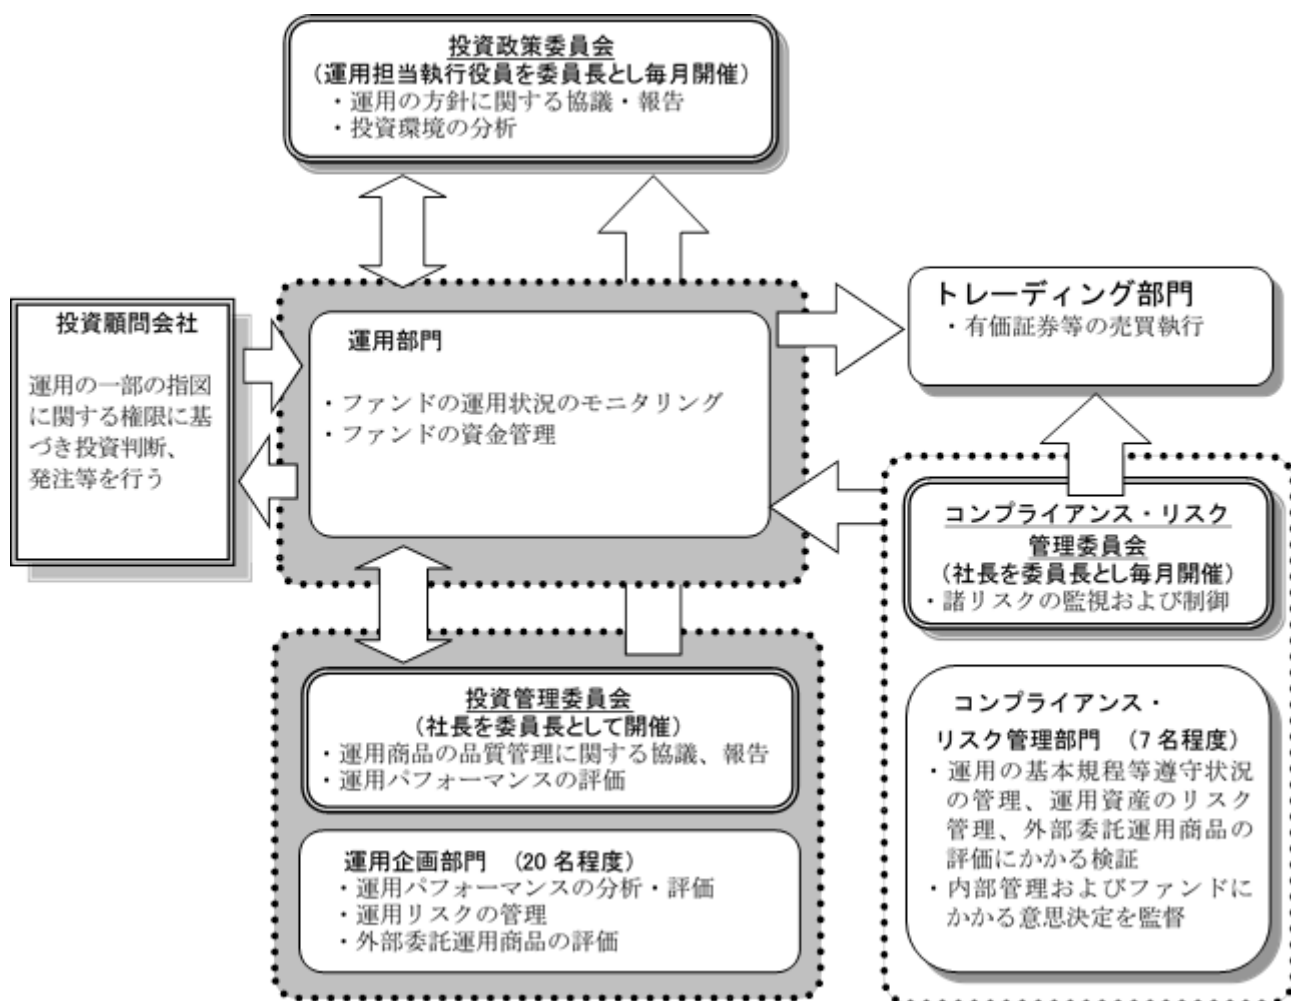 投資政策委員会
（運用担当執行役員を委員長とし毎月開催）
・運用の方針に関する協議・報告
・投資環境の分析
投資顧問会社
運用の一部の指図
に関する権限に基
づき投資判断、
発注等を行う
運用部門
・ファンドの運用状況のモニタリング
・ファンドの資金管理
トレーディング部門
・有価証券等の売買執行
コンプライアンス・リスク
管理委員会
（社長を委員長とし毎月開催）
・諸リスクの監視および制御
投資管理委員会
（社長を委員長として開催）
・運用商品の品質管理に関する協議、報告
・運用パフォーマンスの評価
運用企画部門　（20 名程度）
・運用パフォーマンスの分析・評価
・運用リスクの管理
・外部委託運用商品の評価
コンプライアンス・
リスク管理部門　（7 名程度）
・運用の基本規程等遵守状況
の管理、運用資産のリスク
管理、外部委託運用商品の
評価にかかる検証
・内部管理およびファンドに
かかる意思決定を監督